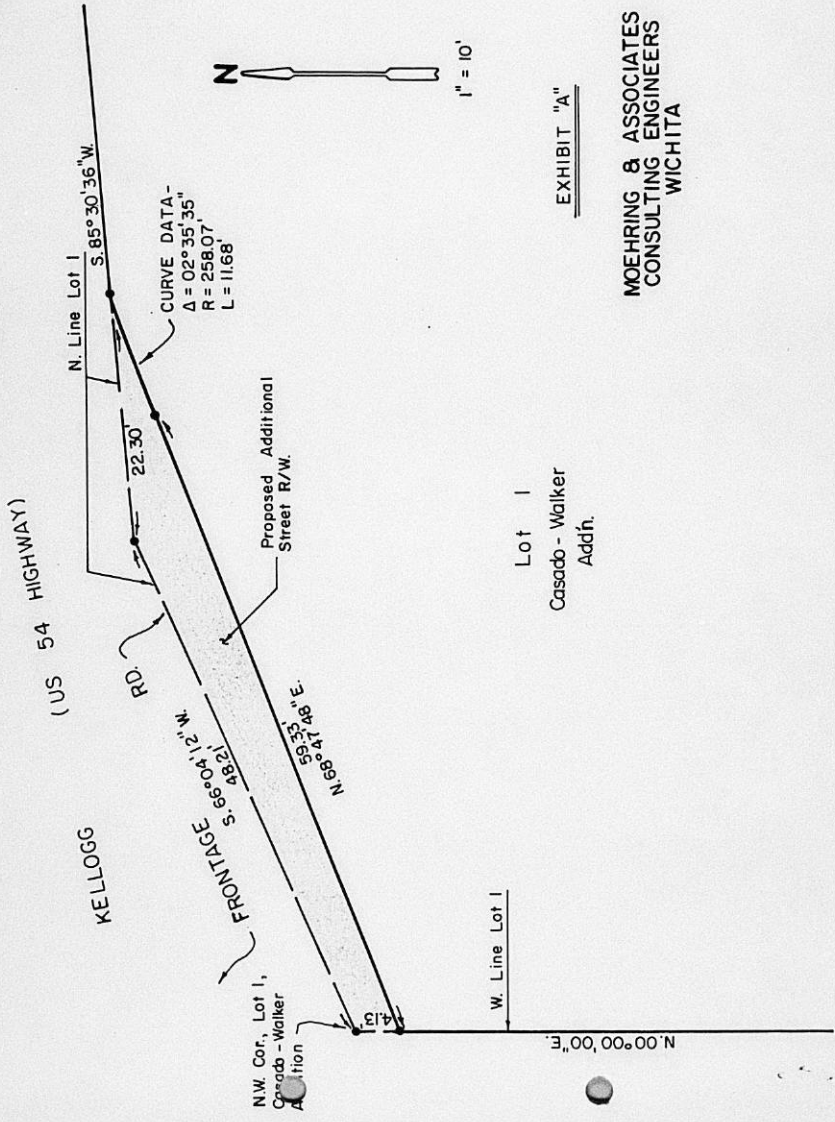 KELLOGG
(US 54 HIGHWAY)
FRONTAGE
RD.
N. Line Lot 1
S. 85° 30' 36" W.
22.30'
S. 66° 04' 12" W.
48.21'
CURVE DATA-
Δ = 02° 35' 35"
R = 258.07'
L = 11.68'
N
1" = 10'
Proposed Additional
Street R/W.
59.33'
N. 68° 47' 48" E.
N.W. Cor., Lot 1,
Casado - Walker
4.13'
W. Line Lot 1
N. 00° 00' 00" E.
Lot 1
Casado - Walker
Add'n.
EXHIBIT "A"
MOEHRING & ASSOCIATES
CONSULTING ENGINEERS
WICHITA